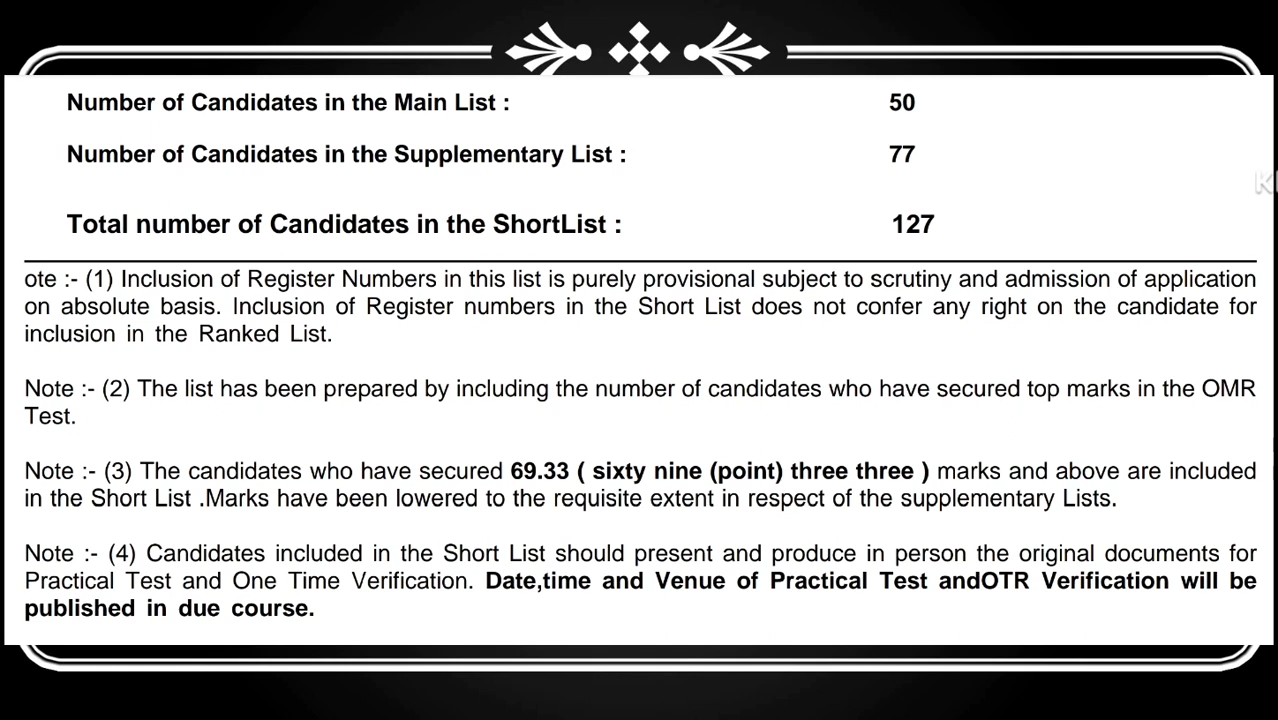 Number of Candidates in the Main List : 50
Number of Candidates in the Supplementary List : 77
Total number of Candidates in the ShortList : 127
ote :- (1) Inclusion of Register Numbers in this list is purely provisional subject to scrutiny and admission of application
on absolute basis. Inclusion of Register numbers in the Short List does not confer any right on the candidate for
inclusion in the Ranked List.
Note :- (2) The list has been prepared by including the number of candidates who have secured top marks in the OMR
Test.
Note :- (3) The candidates who have secured 69.33 ( sixty nine (point) three three ) marks and above are included
in the Short List .Marks have been lowered to the requisite extent in respect of the supplementary Lists.
Note :- (4) Candidates included in the Short List should present and produce in person the original documents for
Practical Test and One Time Verification. Date,time and Venue of Practical Test andOTR Verification will be
published in due course.